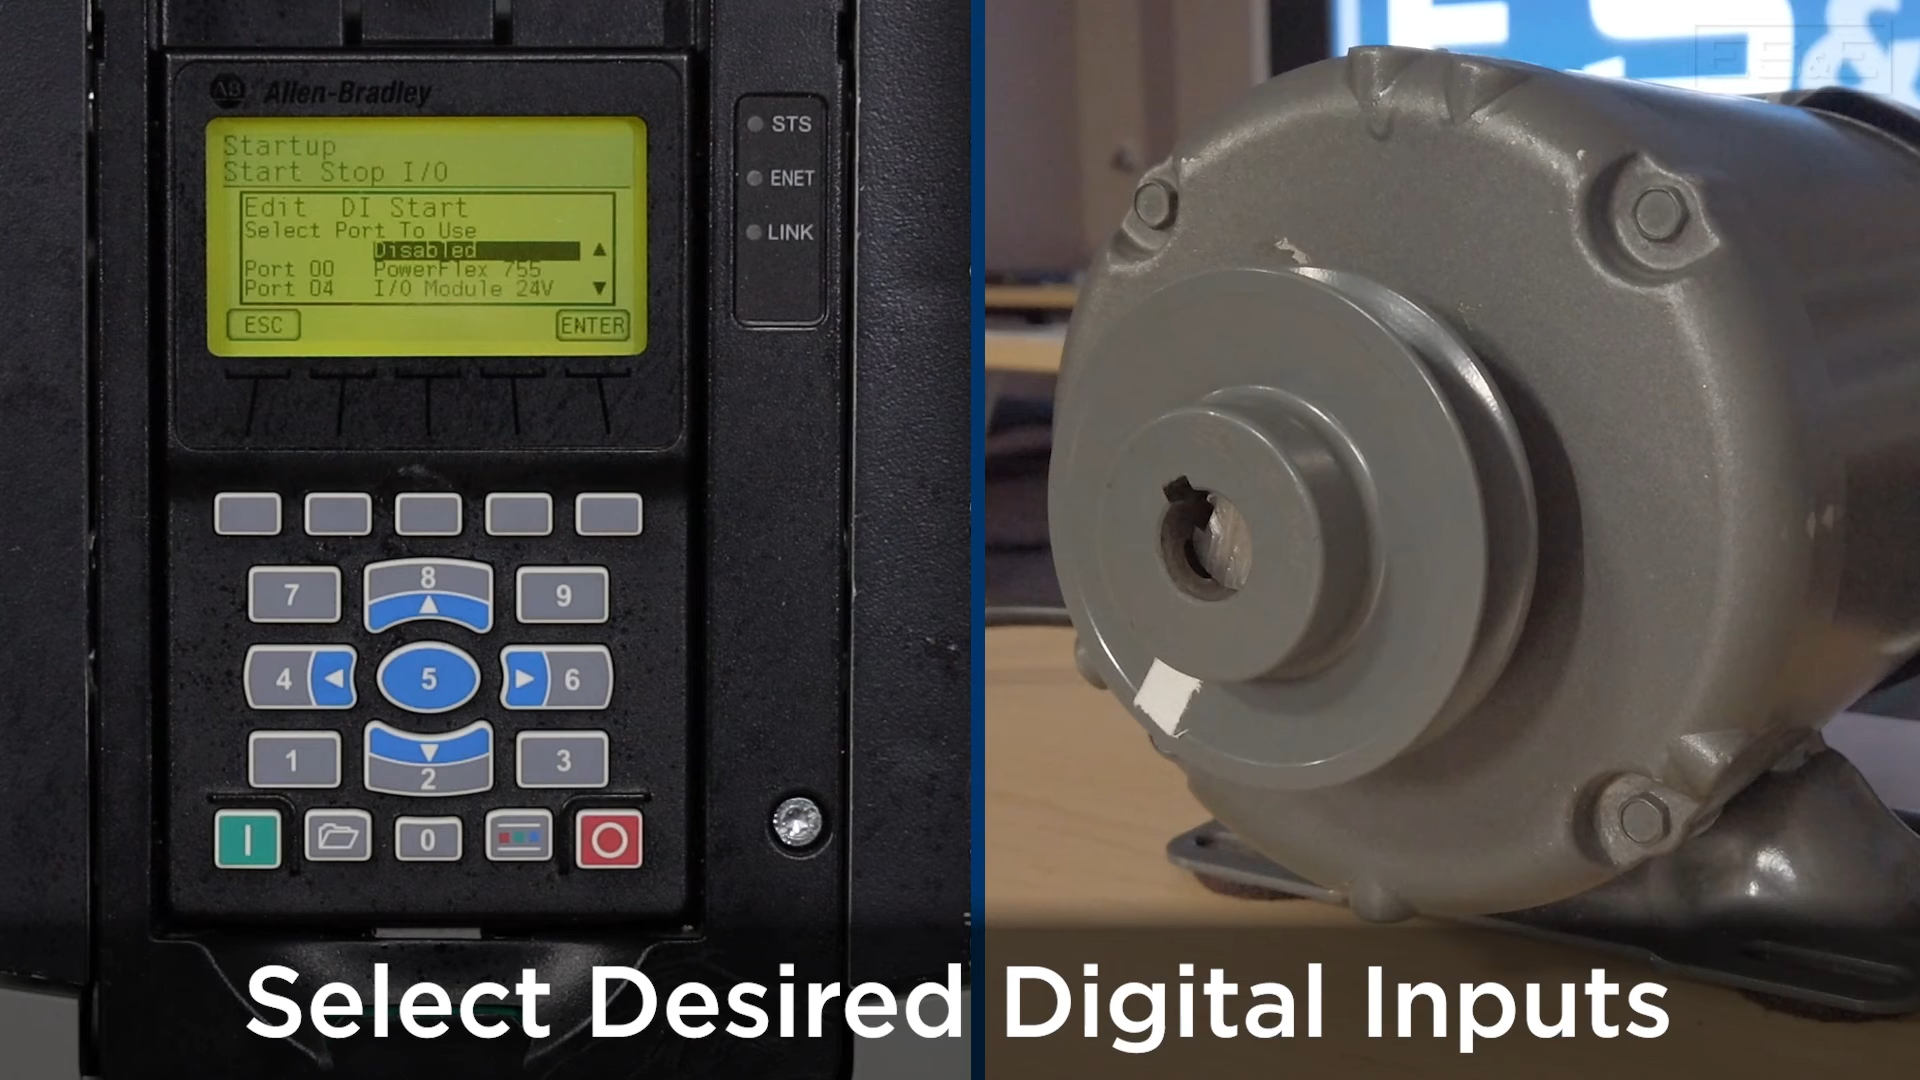 AB Allen-Bradley
Startup
Start Stop I/O
Edit DI Start
Select Port To Use
Disabled
Port 00 PowerFlex 755
Port 04 I/O Module 24V
ESC ENTER
STS
ENET
LINK
7 8 9
4 5 6
1 2 3
0
E S &
EE&S
Select Desired Digital Inputs